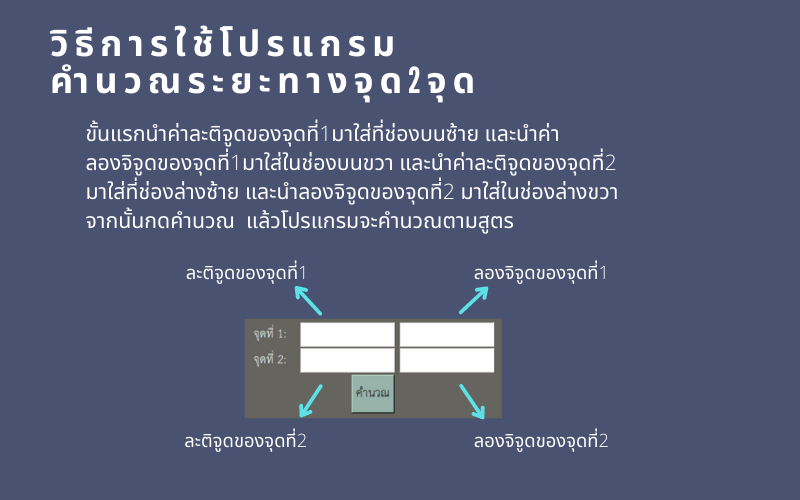 วิธีการใช้โปรแกรม
คำนวณระยะทางจุด2จุด
ขั้นแรกนำค่าละติจูดของจุดที่1มาใส่ที่ช่องบนซ้าย และนำค่า
ลองจิจูดของจุดที่1มาใส่ในช่องบนขวา และนำค่าละติจูดของจุดที่2
มาใส่ที่ช่องล่างซ้าย และนำลองจิจูดของจุดที่2 มาใส่ในช่องล่างขวา
จากนั้นกดคำนวณ  แล้วโปรแกรมจะคำนวณตามสูตร
ละติจูดของจุดที่1
ลองจิจูดของจุดที่1
จุดที่ 1:
จุดที่ 2:
คำนวณ
ละติจูดของจุดที่2
ลองจิจูดของจุดที่2